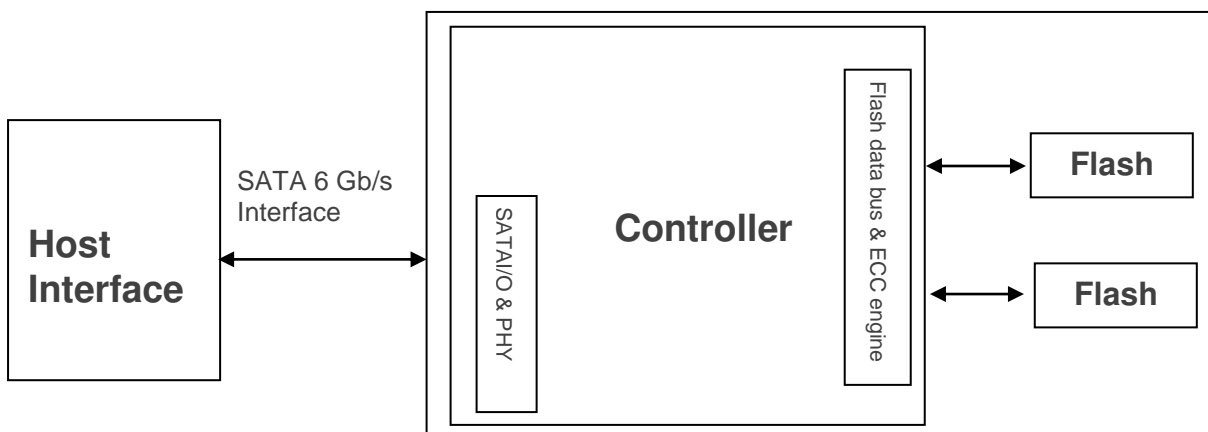 Host
Interface
SATA 6 Gb/s
Interface
SATAI/O & PHY
Controller
Flash data bus & ECC engine
Flash
Flash